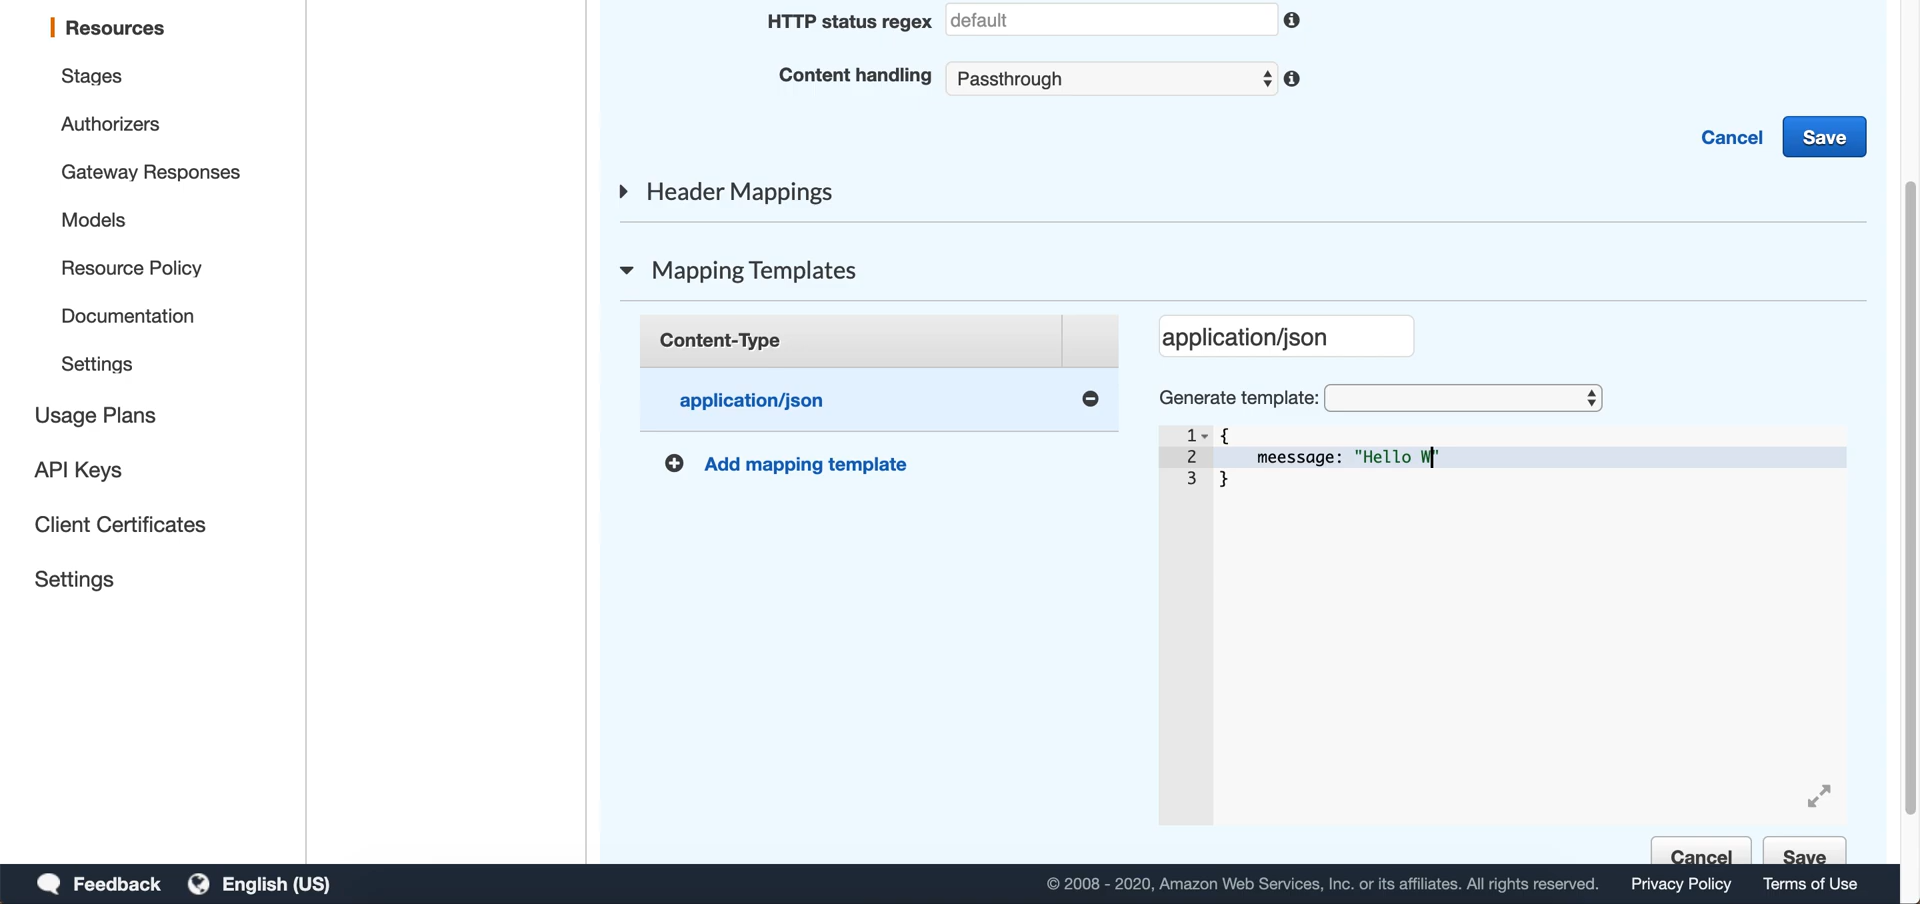 Resources
Stages
Authorizers
Gateway Responses
Models
Resource Policy
Documentation
Settings
Usage Plans
API Keys
Client Certificates
Settings
HTTP status regex default
Content handling Passthrough
Cancel Save
Header Mappings
Mapping Templates
Content-Type
application/json
Add mapping template
application/json
Generate template:
1 {
2 meessage: "Hello W"
3 }
Cancel Save
Feedback English (US) © 2008 - 2020, Amazon Web Services, Inc. or its affiliates. All rights reserved. Privacy Policy Terms of Use